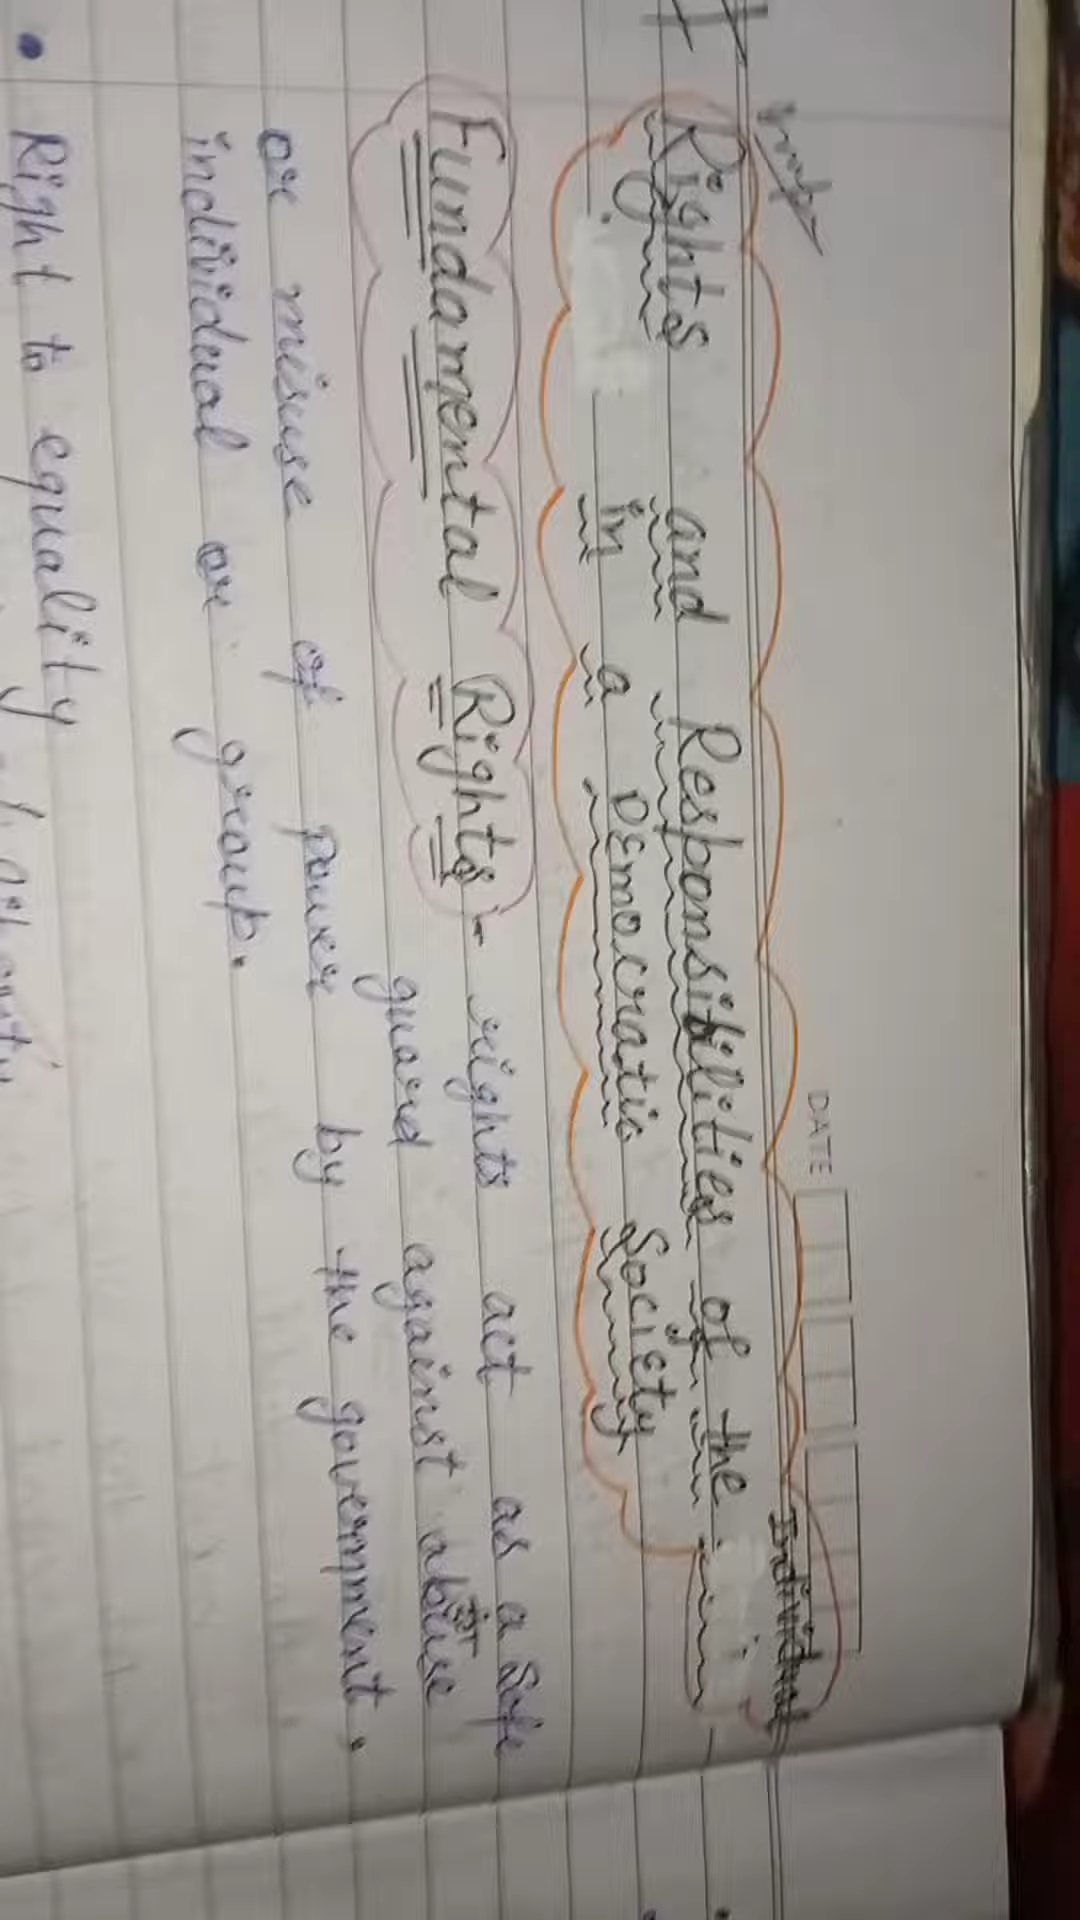 DATE
Individual
Rights and Responsibilities of the
in a DEmocratic SociEty
Fundamental Rights :- rights act as a safe
guard against abuse
or misuse of power by the government.
individual or group.
• Right to equality